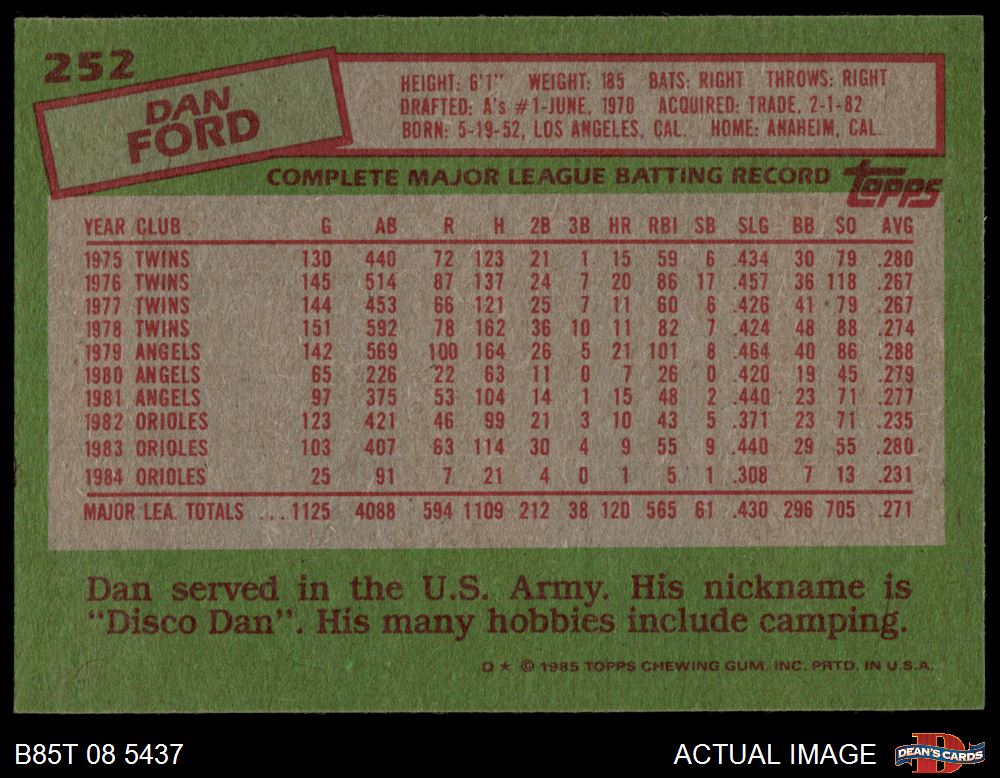 252
DAN
FORD
HEIGHT: 6'1" WEIGHT: 185 BATS: RIGHT THROWS: RIGHT
DRAFTED: A's #1-JUNE, 1970 ACQUIRED: TRADE, 2-1-82
BORN: 5-19-52, LOS ANGELES, CAL. HOME: ANAHEIM, CAL.
COMPLETE MAJOR LEAGUE BATTING RECORD topps
YEAR CLUB G AB R H 2B 3B HR RBI SB SLG BB SO AVG
1975 TWINS 130 440 72 123 21 1 15 59 6 .434 30 79 .280
1976 TWINS 145 514 87 137 24 7 20 86 17 .457 36 118 .267
1977 TWINS 144 453 66 121 25 7 11 60 6 .426 41 79 .267
1978 TWINS 151 592 78 162 36 10 11 82 7 .424 48 88 .274
1979 ANGELS 142 569 100 164 26 5 21 101 8 .464 40 86 .288
1980 ANGELS 65 226 22 63 11 0 7 26 0 .420 19 45 .279
1981 ANGELS 97 375 53 104 14 1 15 48 2 .440 23 71 .277
1982 ORIOLES 123 421 46 99 21 3 10 43 5 .371 23 71 .235
1983 ORIOLES 103 407 63 114 30 4 9 55 9 .440 29 55 .280
1984 ORIOLES 25 91 7 21 4 0 1 5 1 .308 7 13 .231
MAJOR LEA. TOTALS ...1125 4088 594 1109 212 38 120 565 61 .430 296 705 .271
Dan served in the U.S. Army. His nickname is
"Disco Dan". His many hobbies include camping.
D★ © 1985 TOPPS CHEWING GUM, INC. PRTD. IN U.S.A.
B85T 08 5437 ACTUAL IMAGE DEAN'S CARDS